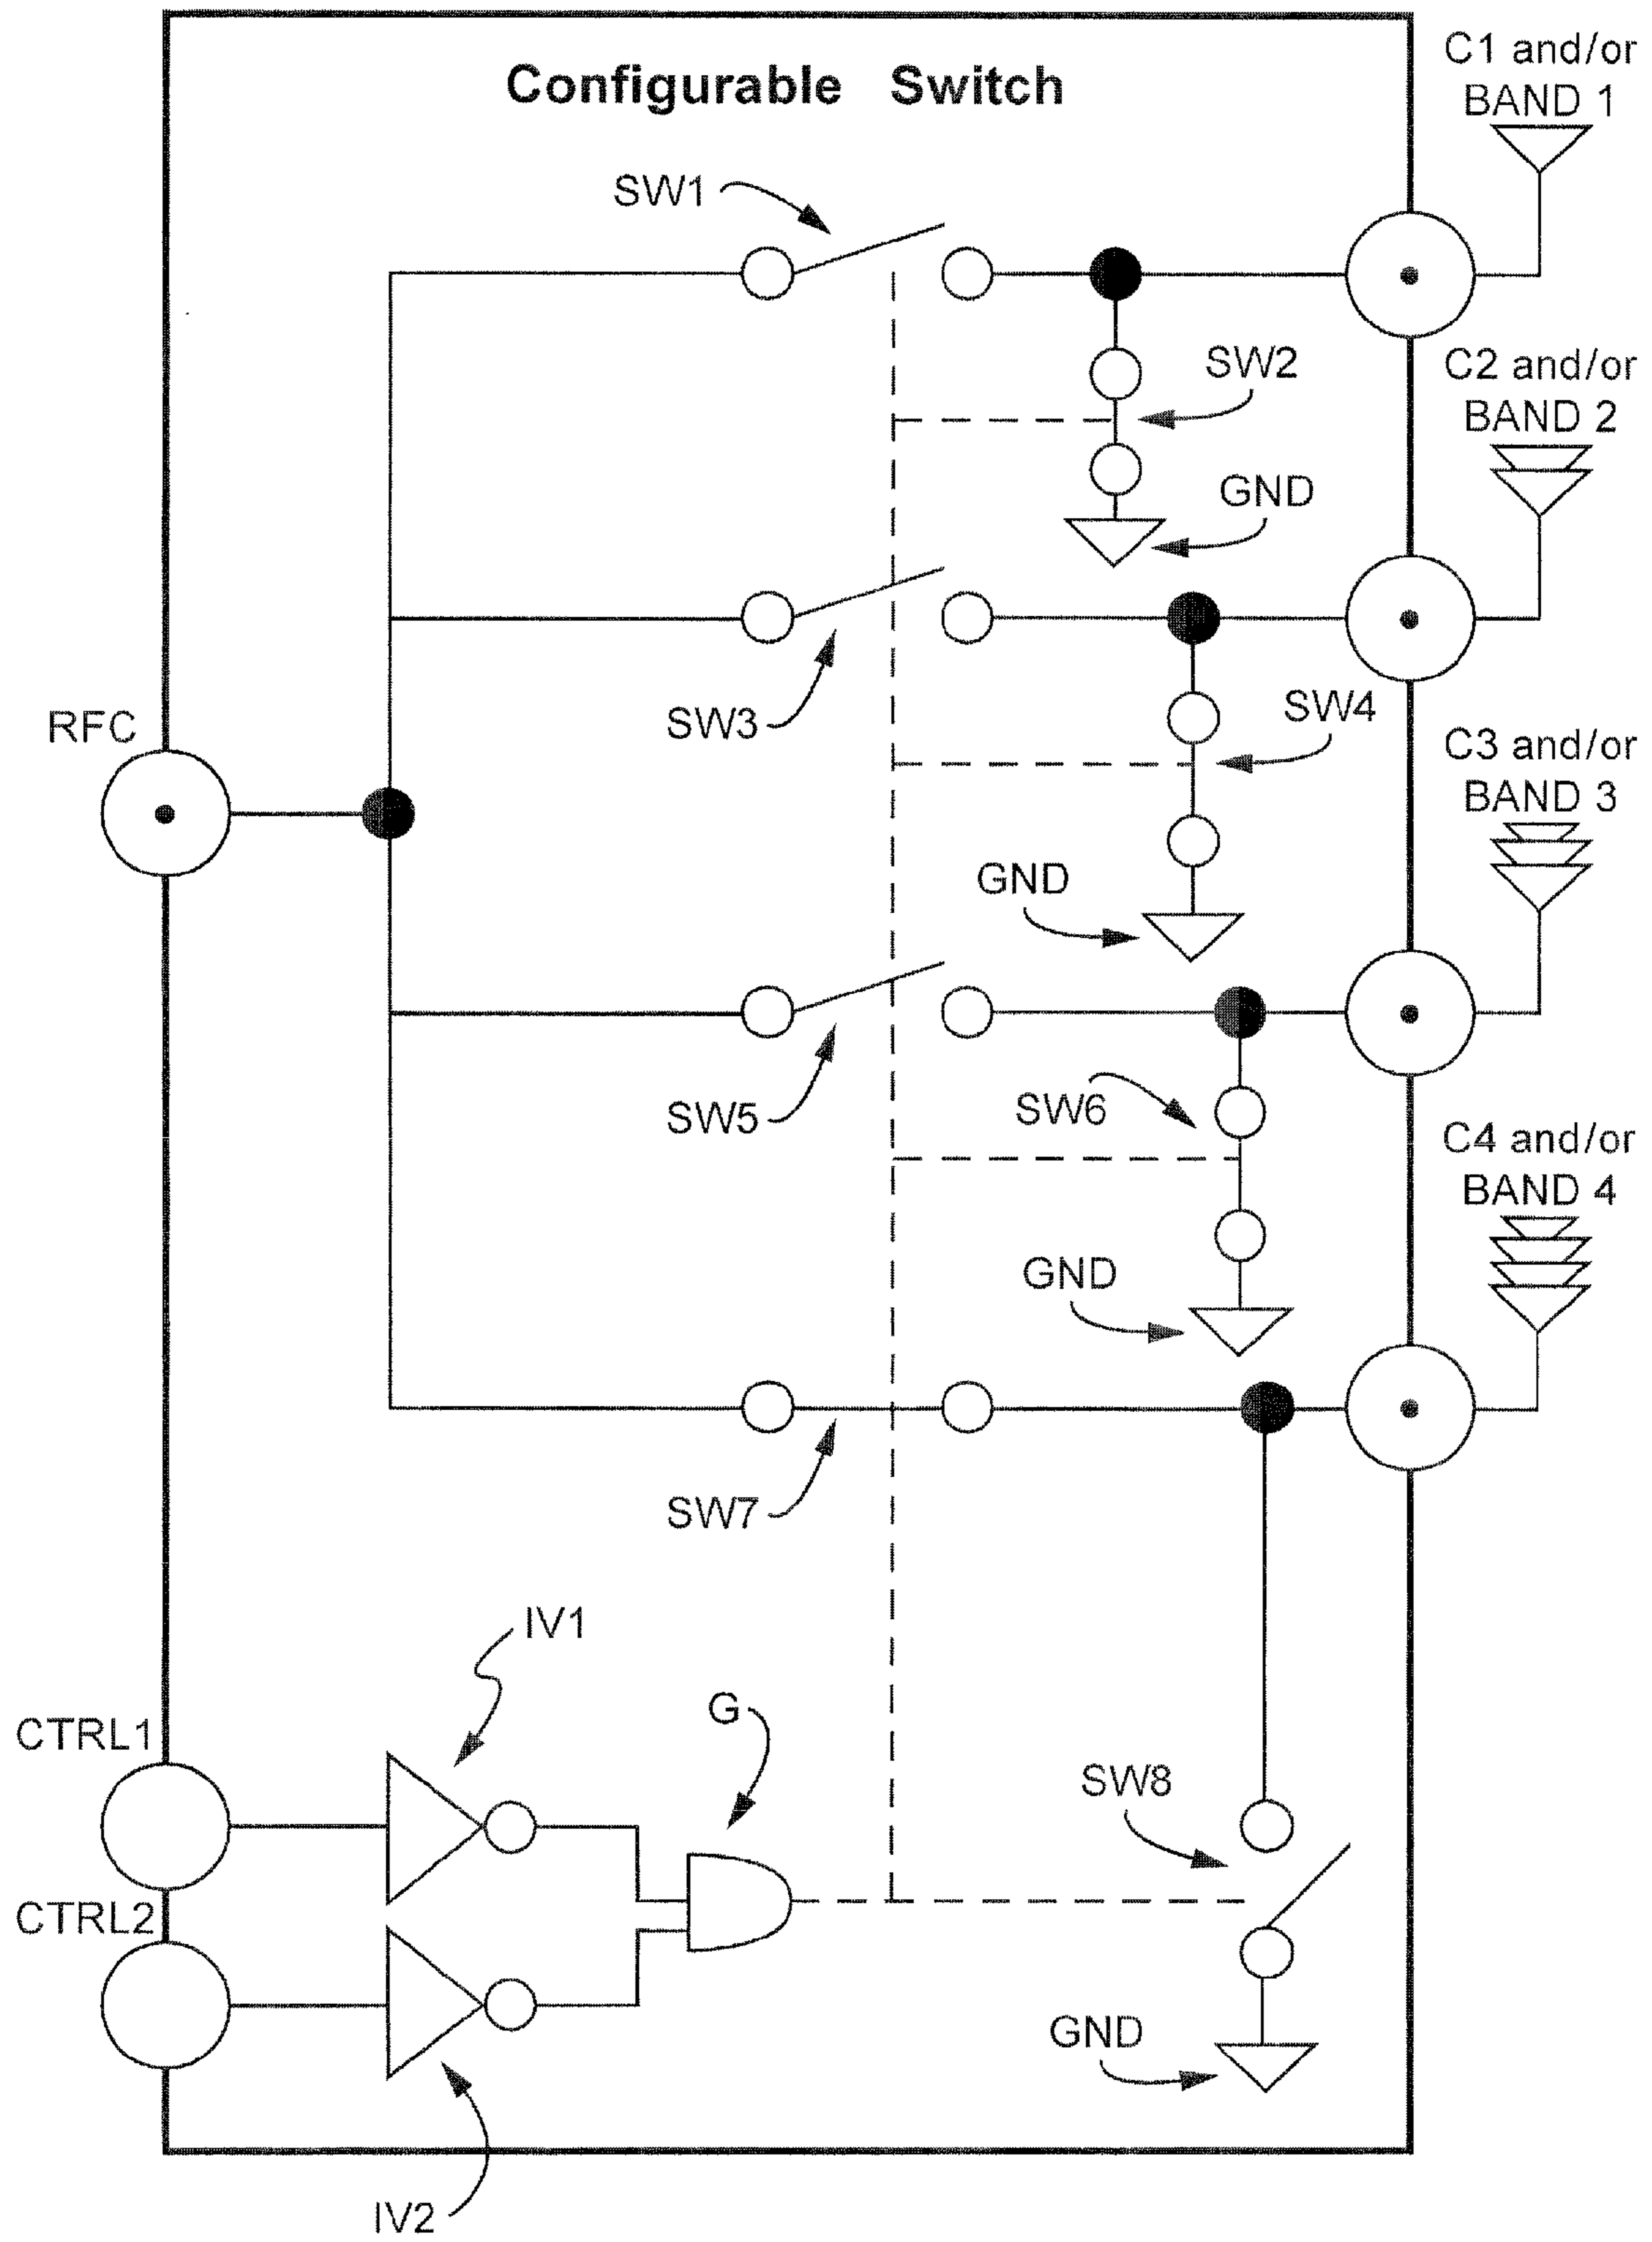 Configurable Switch
C1 and/or
BAND 1
SW1
C2 and/or
BAND 2
SW2
GND
SW3
SW4
RFC
C3 and/or
BAND 3
GND
SW5
SW6
C4 and/or
BAND 4
GND
SW7
IV1
G
CTRL1
SW8
CTRL2
GND
IV2